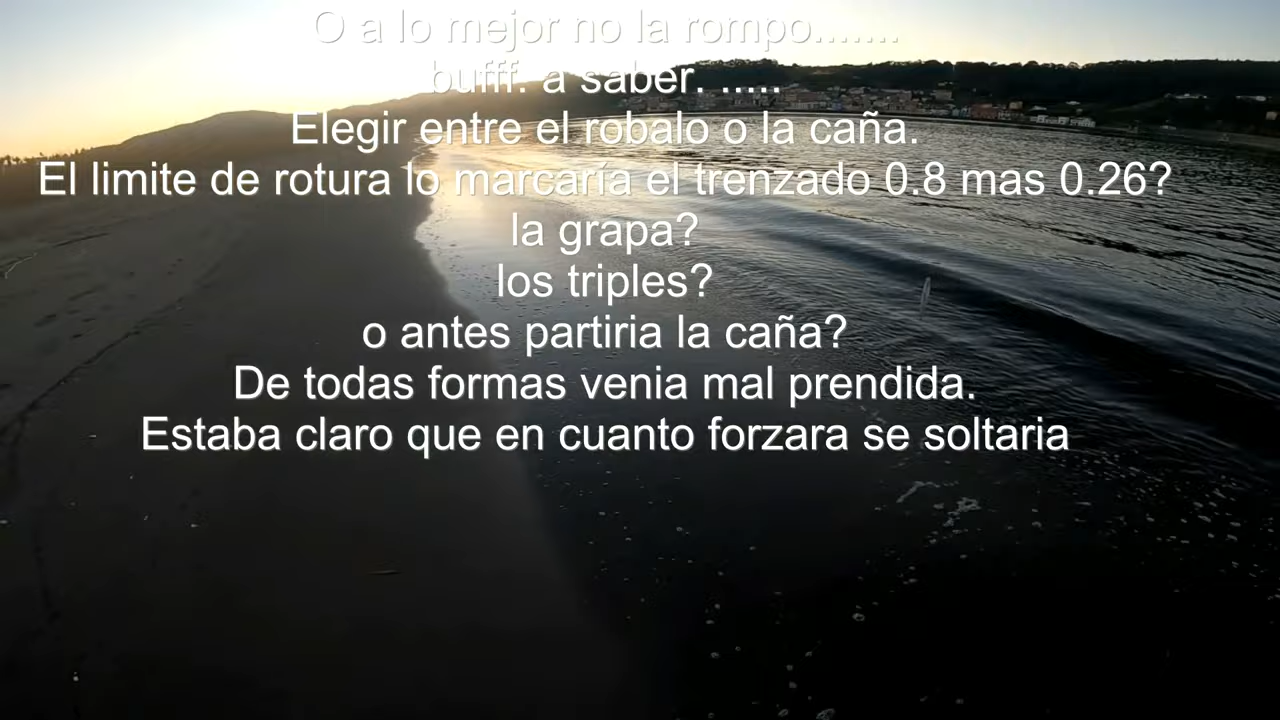 O a lo mejor no la rompo.......
bufff. a saber. .....
Elegir entre el robalo o la caña.
El limite de rotura lo marcaría el trenzado 0.8 mas 0.26?
la grapa?
los triples?
o antes partiria la caña?
De todas formas venia mal prendida.
Estaba claro que en cuanto forzara se soltaria